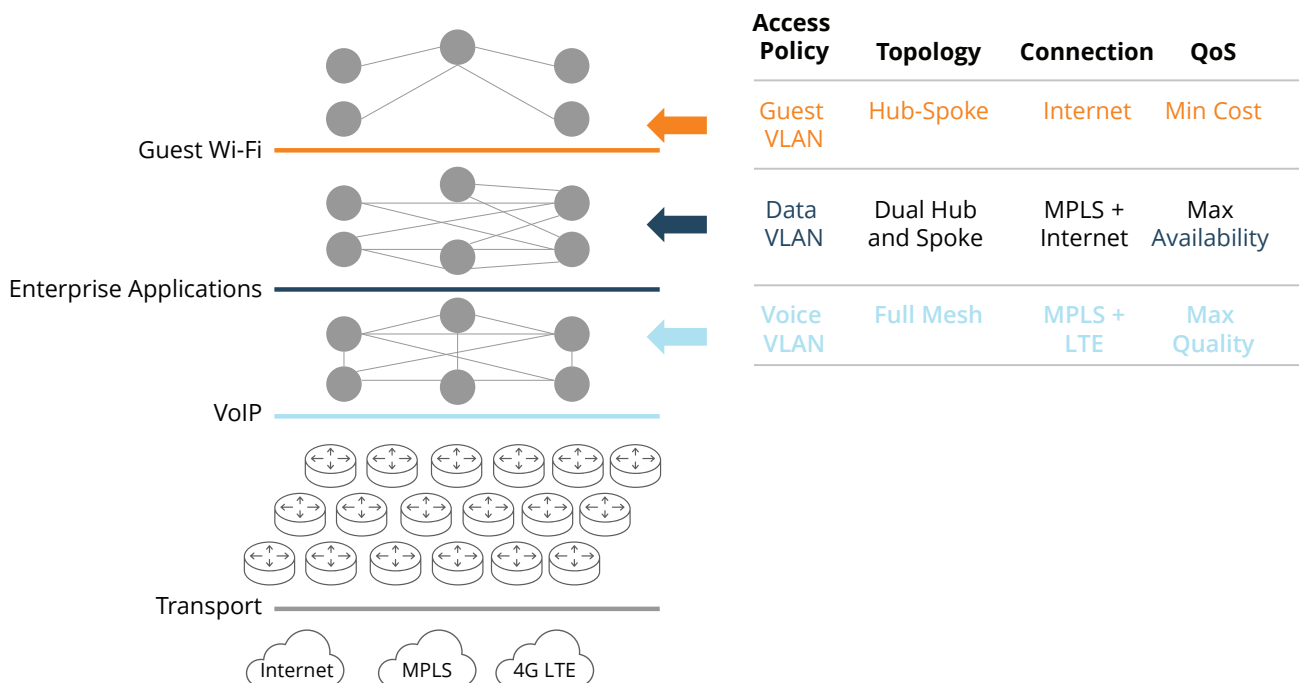 Access
Policy
Topology
Connection
QoS
Guest Wi-Fi
Guest
VLAN
Hub-Spoke
Internet
Min Cost
Enterprise Applications
Data
VLAN
Dual Hub
and Spoke
MPLS +
Internet
Max
Availability
VoIP
Voice
VLAN
Full Mesh
MPLS +
LTE
Max
Quality
Transport
Internet
MPLS
4G LTE